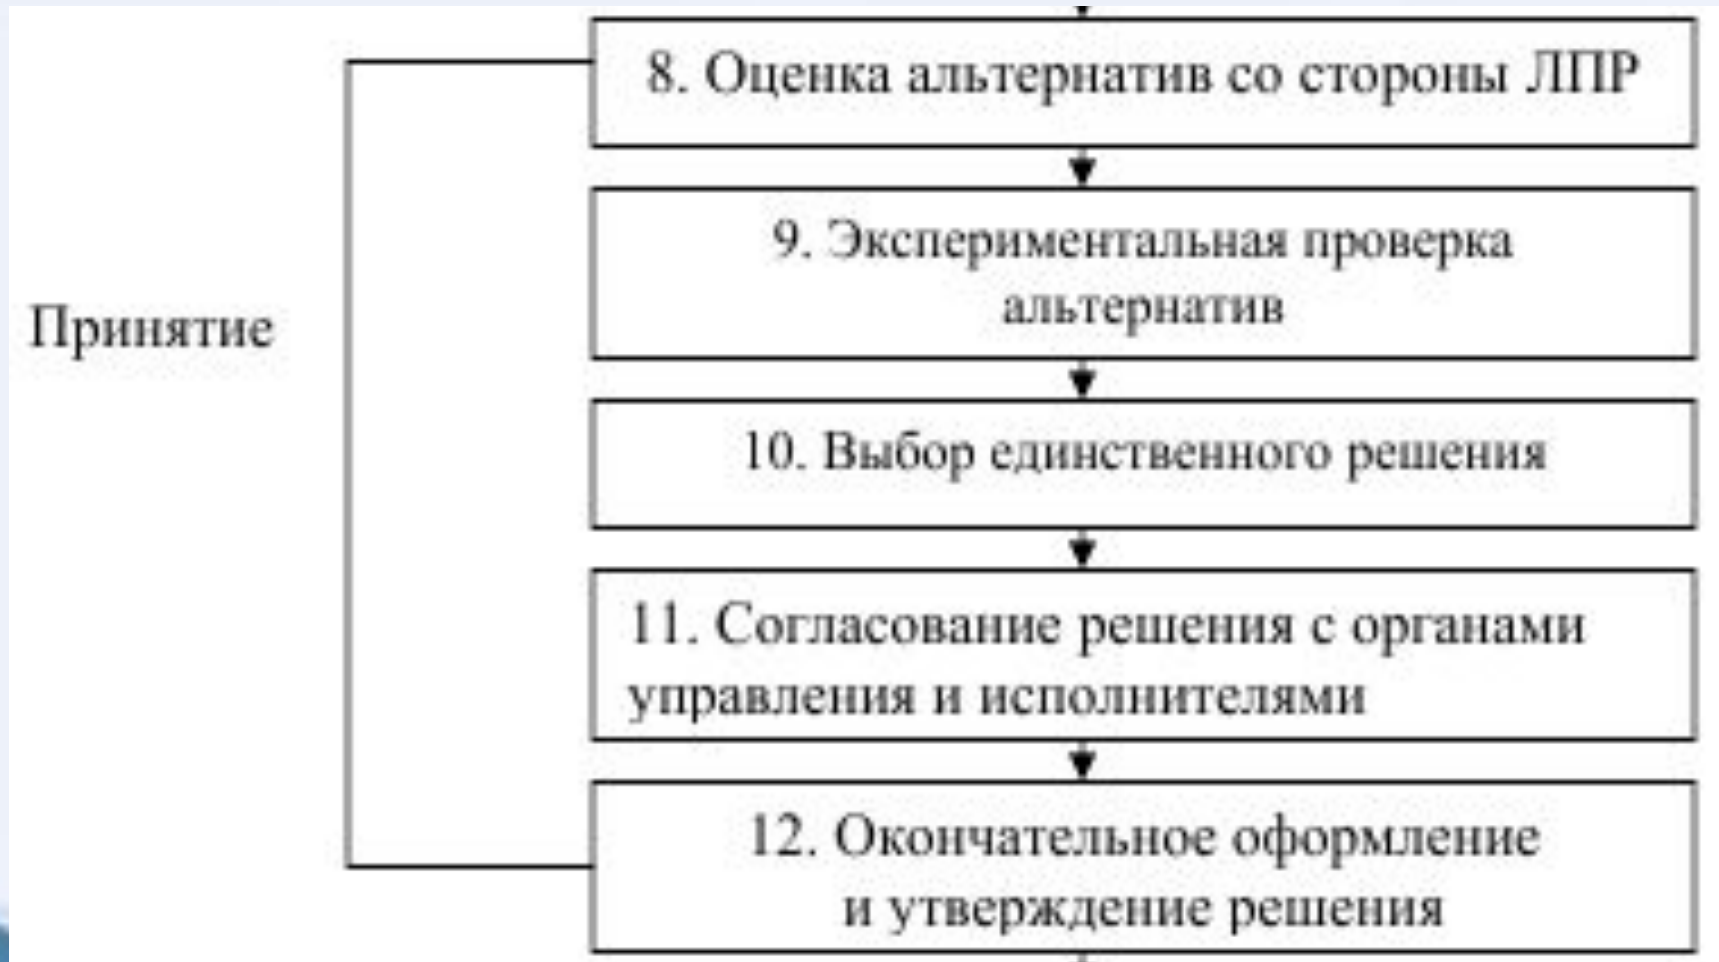 8. Оценка альтернатив со стороны ЛПР
9. Экспериментальная проверка
альтернатив
Принятие
10. Выбор единственного решения
11. Согласование решения с органами
управления и исполнителями
12. Окончательное оформление
и утверждение решения